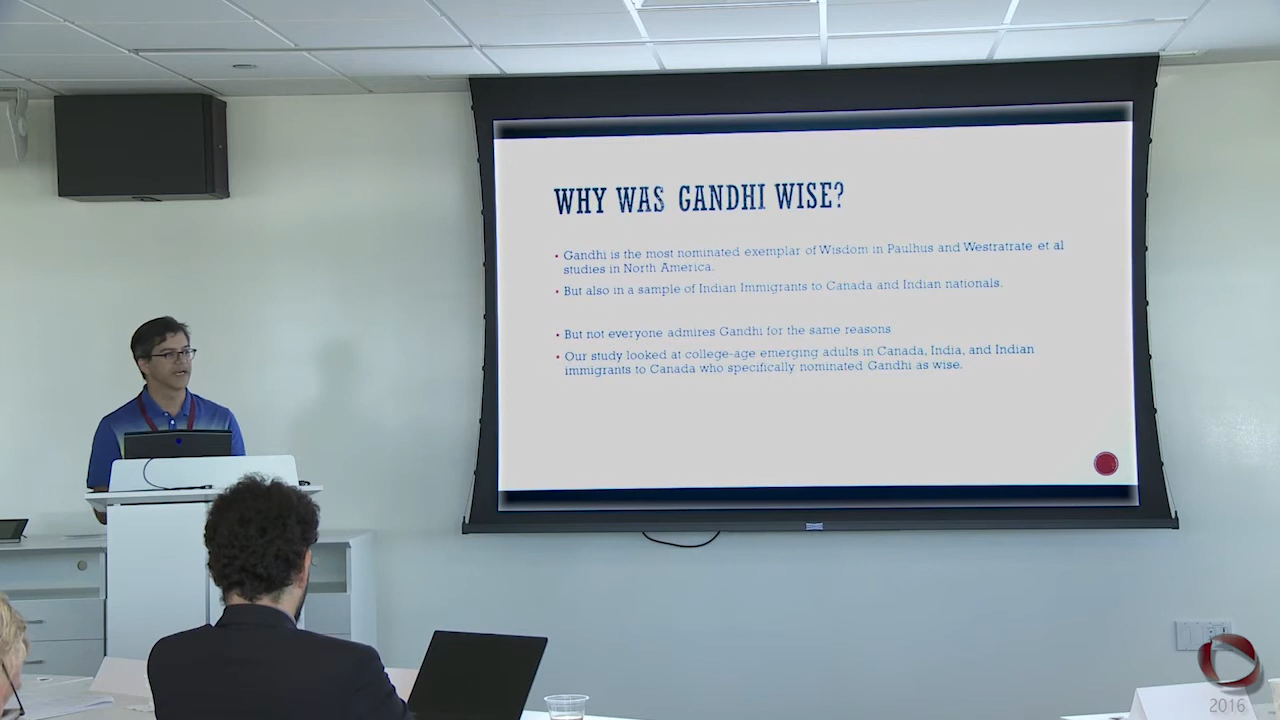 WHY WAS GANDHI WISE?
• Gandhi is the most nominated exemplar of Wisdom in Paulhus and Westratrate et al
studies in North America.
• But also in a sample of Indian Immigrants to Canada and Indian nationals.
• But not everyone admires Gandhi for the same reasons
• Our study looked at college-age emerging adults in Canada, India, and Indian
immigrants to Canada who specifically nominated Gandhi as wise.
2016